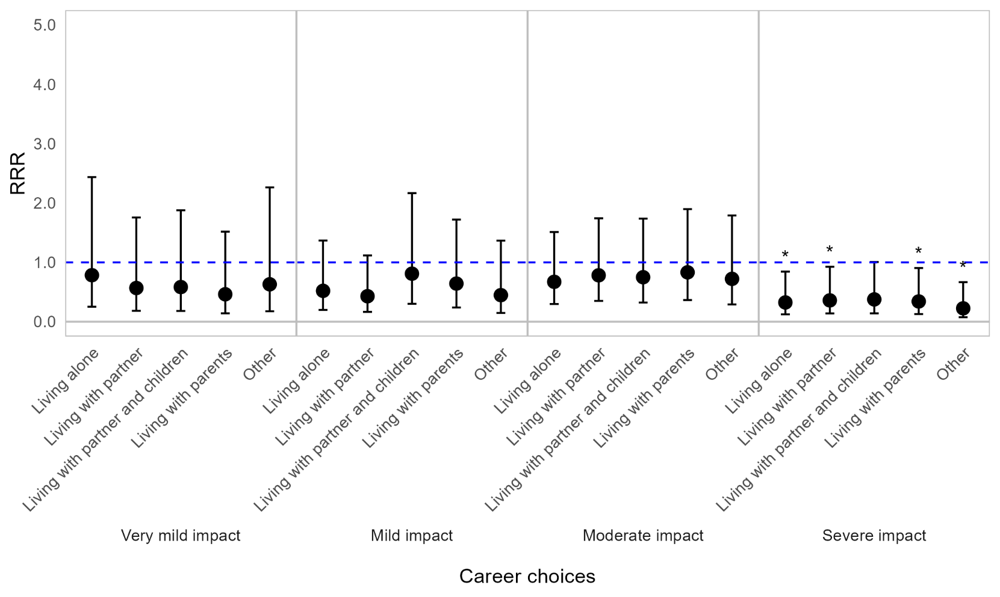 5.0
4.0
3.0
2.0
1.0
0.0
RRR
* * * *
Living alone
Living with partner
Living with partner and children
Living with parents
Other
Living alone
Living with partner
Living with partner and children
Living with parents
Other
Living alone
Living with partner
Living with partner and children
Living with parents
Other
Living alone
Living with partner
Living with partner and children
Living with parents
Other
Very mild impact
Mild impact
Moderate impact
Severe impact
Career choices